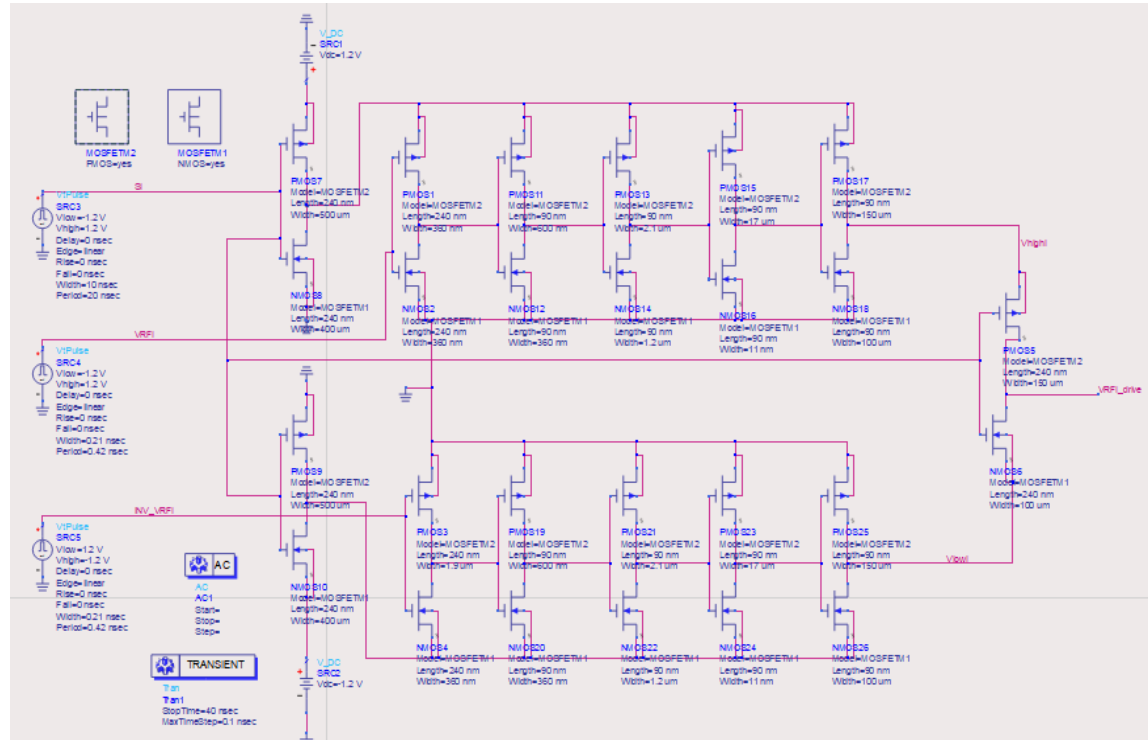 V_DC
SRC1
Vdc=1.2 V
MOSFETM2
PMOS=yes
MOSFETM1
NMOS=yes
SI
VtPulse
SRC3
Vlow=-1.2 V
Vhigh=1.2 V
Delay=0 nsec
Edge=linear
Rise=0 nsec
Fall=0 nsec
Width=10 nsec
Period=20 nsec
PMOS7
Model=MOSFETM2
Length=240 nm
Width=500 um
NMOS8
Model=MOSFETM1
Length=240 nm
Width=400 um
PMOS1
Model=MOSFETM2
Length=240 nm
Width=360 nm
PMOS11
Model=MOSFETM2
Length=90 nm
Width=600 nm
PMOS13
Model=MOSFETM2
Length=90 nm
Width=2.1 um
PMOS15
Model=MOSFETM2
Length=90 nm
Width=17 um
PMOS17
Model=MOSFETM2
Length=90 nm
Width=150 um
NMOS2
Model=MOSFETM1
Length=240 nm
Width=360 nm
NMOS12
Model=MOSFETM1
Length=90 nm
Width=360 nm
NMOS14
Model=MOSFETM1
Length=90 nm
Width=1.2 um
NMOS16
Model=MOSFETM1
Length=90 nm
Width=11 nm
NMOS18
Model=MOSFETM1
Length=90 nm
Width=100 um
VhighI
PMOS5
Model=MOSFETM2
Length=240 nm
Width=150 um
VRFI_drive
NMOS6
Model=MOSFETM1
Length=240 nm
Width=100 um
VRFI
VtPulse
SRC4
Vlow=-1.2 V
Vhigh=1.2 V
Delay=0 nsec
Edge=linear
Rise=0 nsec
Fall=0 nsec
Width=0.21 nsec
Period=0.42 nsec
PMOS9
Model=MOSFETM2
Length=240 nm
Width=500 um
INV_VRFI
VtPulse
SRC5
Vlow=1.2 V
Vhigh=-1.2 V
Delay=0 nsec
Edge=linear
Rise=0 nsec
Fall=0 nsec
Width=0.21 nsec
Period=0.42 nsec
AC
AC
AC1
Start=
Stop=
Step=
NMOS10
Model=MOSFETM1
Length=240 nm
Width=400 um
PMOS3
Model=MOSFETM2
Length=240 nm
Width=1.9 um
PMOS19
Model=MOSFETM2
Length=90 nm
Width=600 nm
PMOS21
Model=MOSFETM2
Length=90 nm
Width=2.1 um
PMOS23
Model=MOSFETM2
Length=90 nm
Width=17 um
PMOS25
Model=MOSFETM2
Length=90 nm
Width=150 um
VlowI
NMOS4
Model=MOSFETM1
Length=240 nm
Width=360 nm
NMOS20
Model=MOSFETM1
Length=90 nm
Width=360 nm
NMOS22
Model=MOSFETM1
Length=90 nm
Width=1.2 um
NMOS24
Model=MOSFETM1
Length=90 nm
Width=11 nm
NMOS26
Model=MOSFETM1
Length=90 nm
Width=100 um
TRANSIENT
Tran
Tran1
StopTime=40 nsec
MaxTimeStep=0.1 nsec
V_DC
SRC2
Vdc=-1.2 V